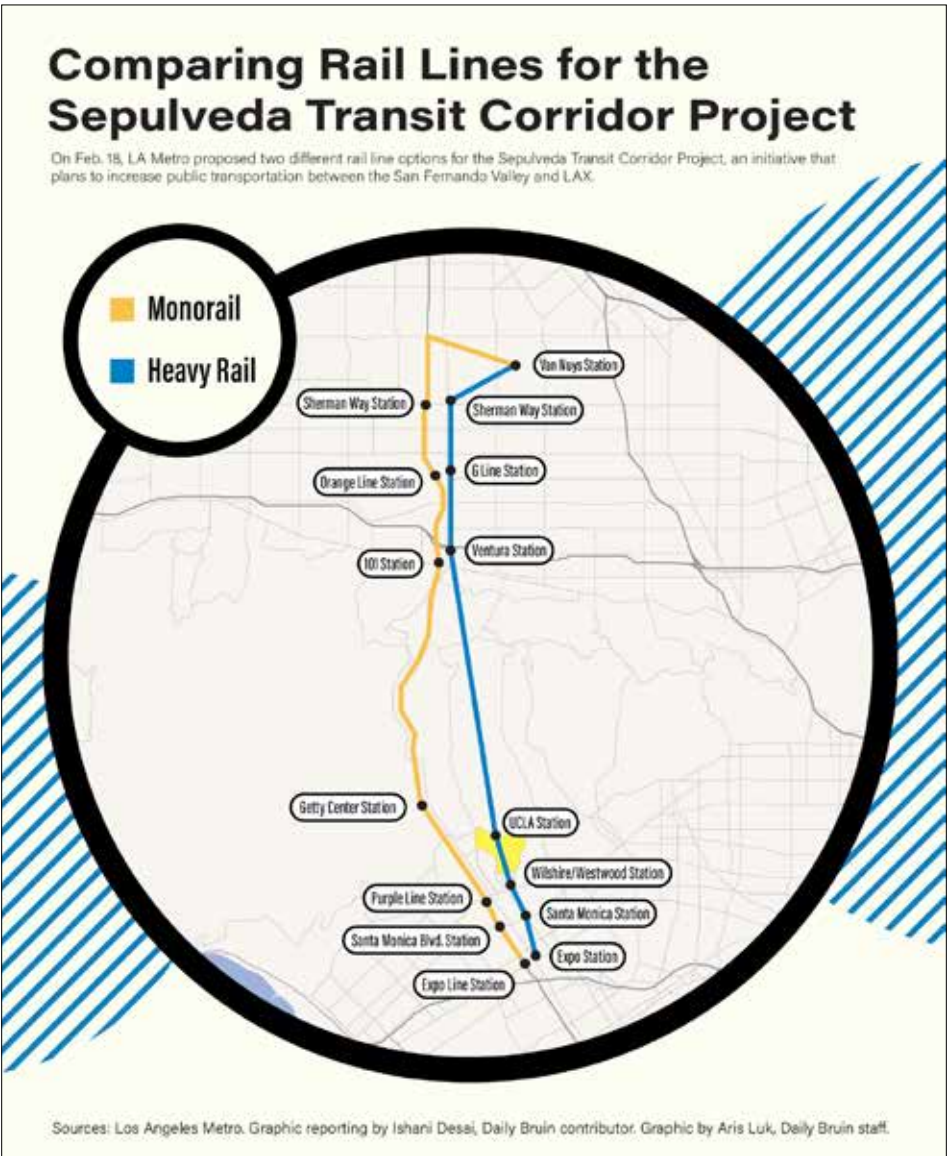 Comparing Rail Lines for the
Sepulveda Transit Corridor Project
On Feb. 18, LA Metro proposed two different rail line options for the Sepulveda Transit Corridor Project, an initiative that
plans to increase public transportation between the San Fernando Valley and LAX.
Monorail
Heavy Rail
Van Nuys Station
Sherman Way Station
Sherman Way Station
G Line Station
Orange Line Station
Ventura Station
101 Station
Getty Center Station
UCLA Station
Wilshire/Westwood Station
Purple Line Station
Santa Monica Station
Santa Monica Blvd. Station
Expo Station
Expo Line Station
Sources: Los Angeles Metro. Graphic reporting by Ishani Desai, Daily Bruin contributor. Graphic by Aris Luk, Daily Bruin staff.